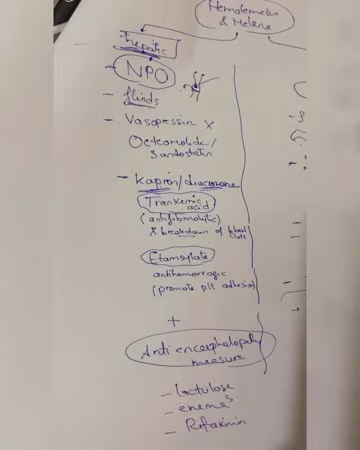 Hematemesis
& Melena
hepatic
- NPO
- fluids
- Vasopressin x
Octreotide/
Sandostatin
- Kapron/dicynone
Tranexamic
acid
(antifibrinolytic)
x breakdown of blood
clots
Etamsylate
antihemorragic
(promote plt adhesion)
+
Anti encephalopathy
measure
- lactulose
- enemas
- Rifaximin